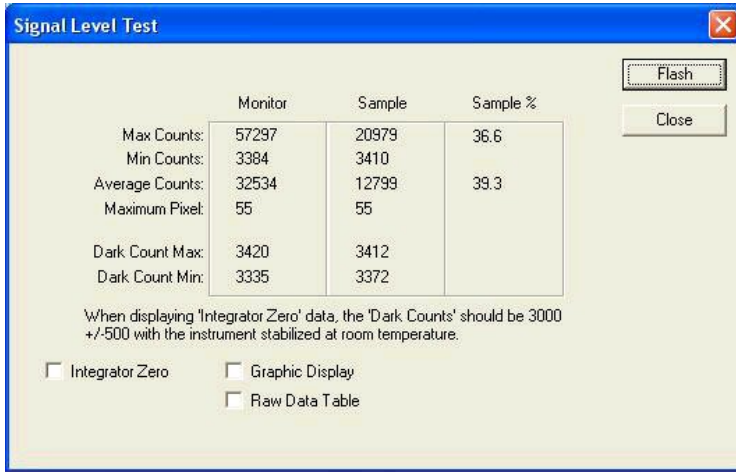 Signal Level Test
Flash
Close
Monitor Sample Sample %
Max Counts: 57297 20979 36.6
Min Counts: 3384 3410
Average Counts: 32534 12799 39.3
Maximum Pixel: 55 55
Dark Count Max: 3420 3412
Dark Count Min: 3335 3372
When displaying 'Integrator Zero' data, the 'Dark Counts' should be 3000
+/-500 with the instrument stabilized at room temperature.
Integrator Zero Graphic Display
Raw Data Table